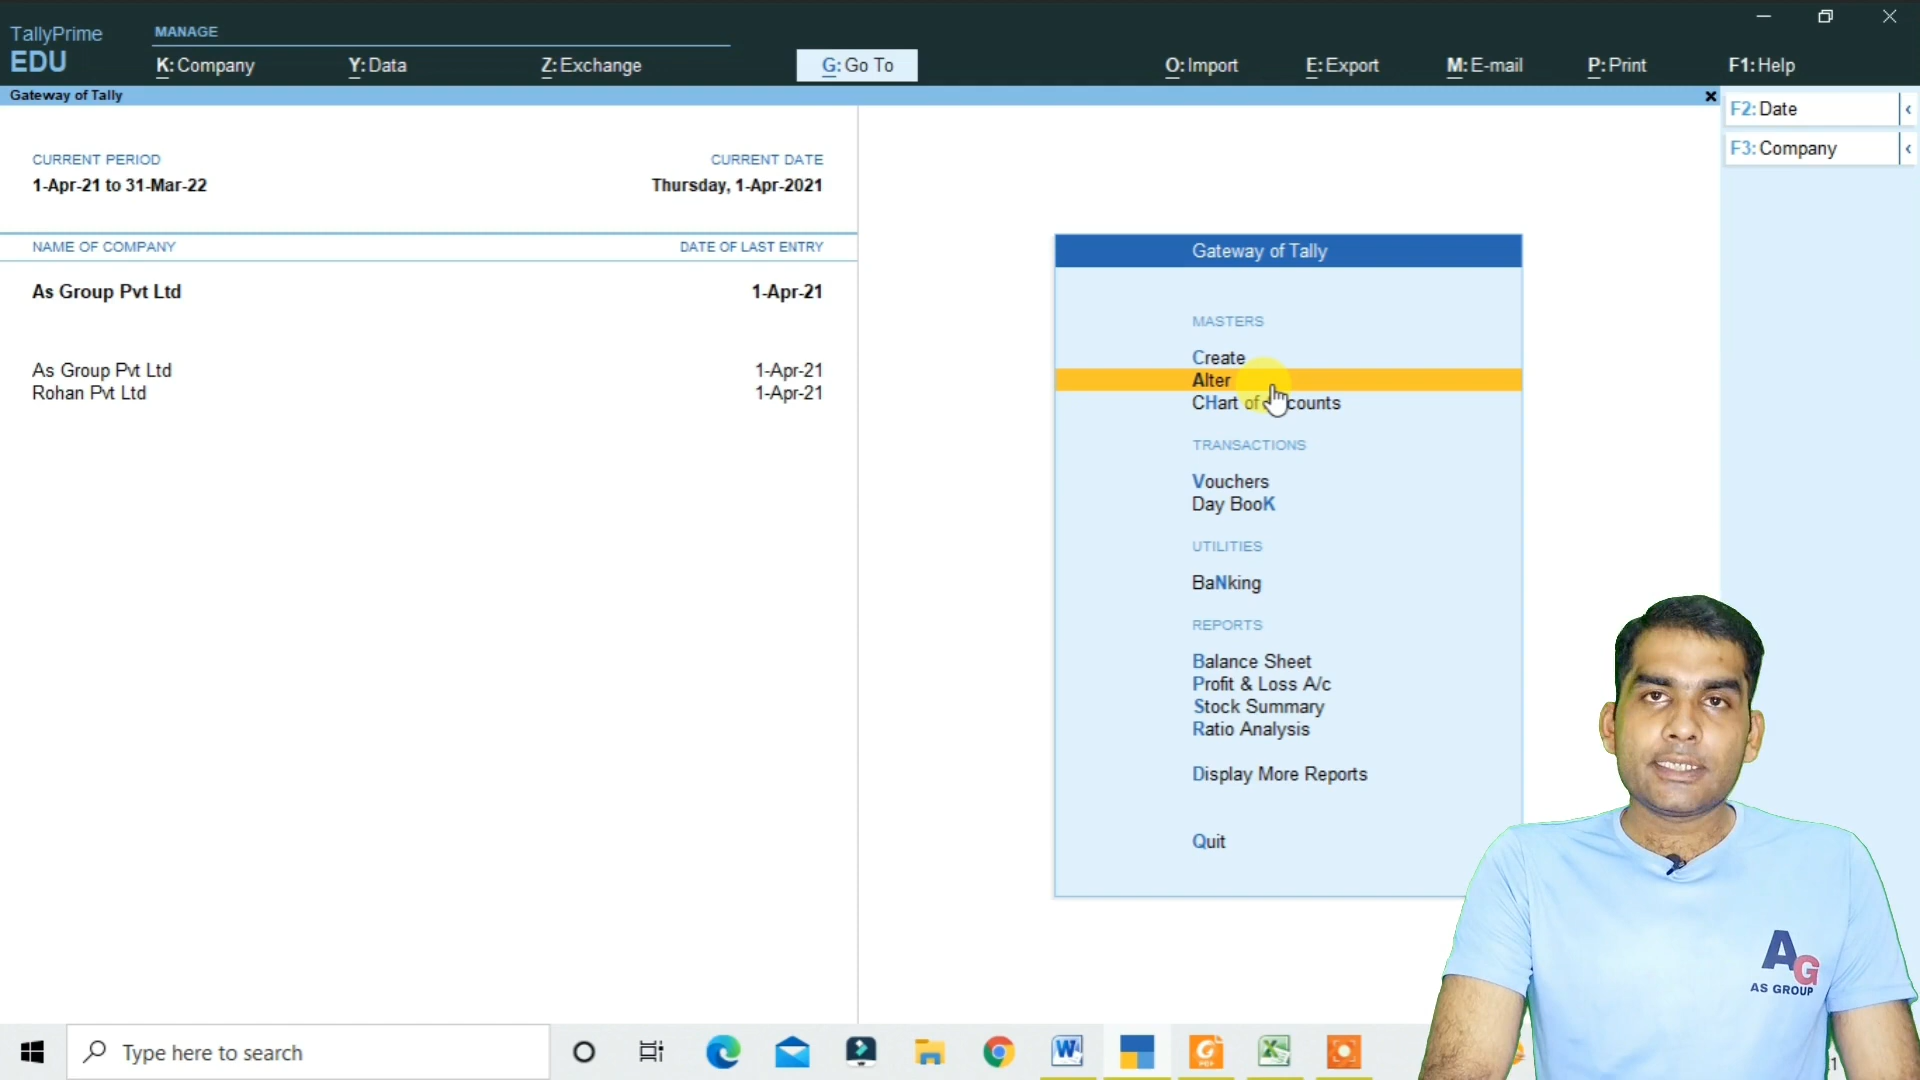 TallyPrime
EDU
MANAGE
K: Company
Y: Data
Z: Exchange
G: Go To
O: Import
E: Export
M: E-mail
P: Print
F1: Help
Gateway of Tally
F2: Date
F3: Company
CURRENT PERIOD
CURRENT DATE
1-Apr-21 to 31-Mar-22
Thursday, 1-Apr-2021
NAME OF COMPANY
DATE OF LAST ENTRY
As Group Pvt Ltd
1-Apr-21
As Group Pvt Ltd
1-Apr-21
Rohan Pvt Ltd
1-Apr-21
Gateway of Tally
MASTERS
Create
Alter
CHart of
counts
TRANSACTIONS
Vouchers
Day BooK
UTILITIES
BaNking
REPORTS
Balance Sheet
Profit & Loss A/c
Stock Summary
Ratio Analysis
Display More Reports
Quit
AG
AS GROUP
Type here to search